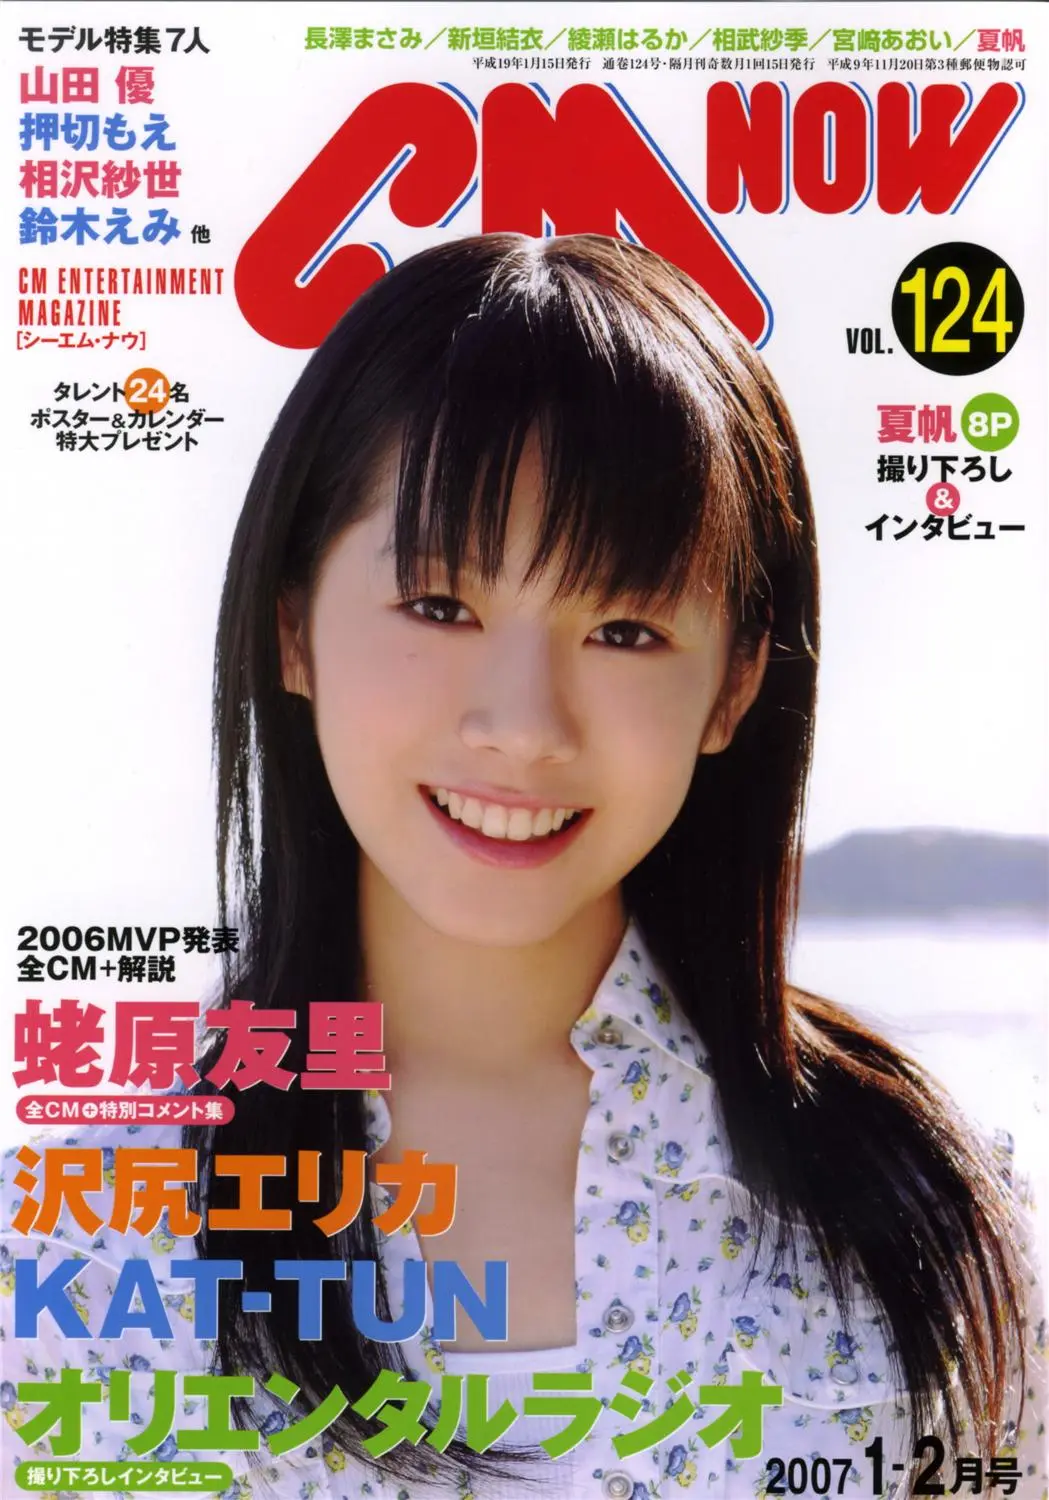 モデル特集7人
山田 優
押切もえ
相沢紗世
鈴木えみ 他
長澤まさみ／新垣結衣／綾瀬はるか／相武紗季／宮﨑あおい／夏帆
平成19年1月15日発行 通巻124号・隔月刊奇数月1回15日発行 平成9年11月20日第3種郵便物認可
CM NOW
CM ENTERTAINMENT
MAGAZINE
[シーエム・ナウ]
VOL. 124
タレント24名
ポスター&カレンダー
特大プレゼント
夏帆 8P
撮り下ろし
&
インタビュー
2006MVP発表
全CM+解説
蛯原友里
全CM+特別コメント集
沢尻エリカ
KAT-TUN
オリエンタルラジオ
撮り下ろしインタビュー
2007 1-2月号